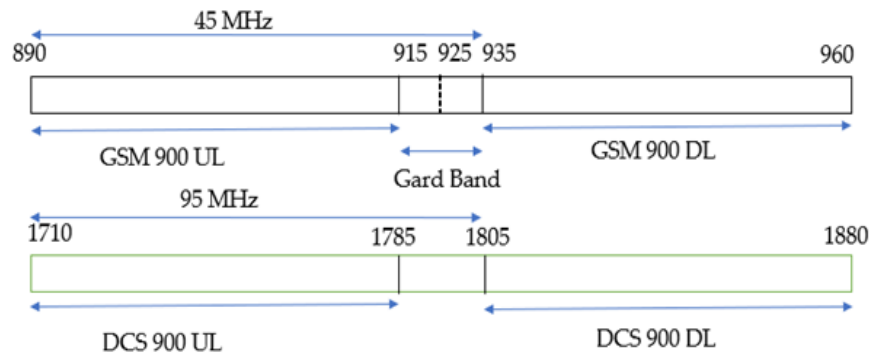 45 MHz
890 915 925 935 960
GSM 900 UL GSM 900 DL
Gard Band
95 MHz
1710 1785 1805 1880
DCS 900 UL DCS 900 DL